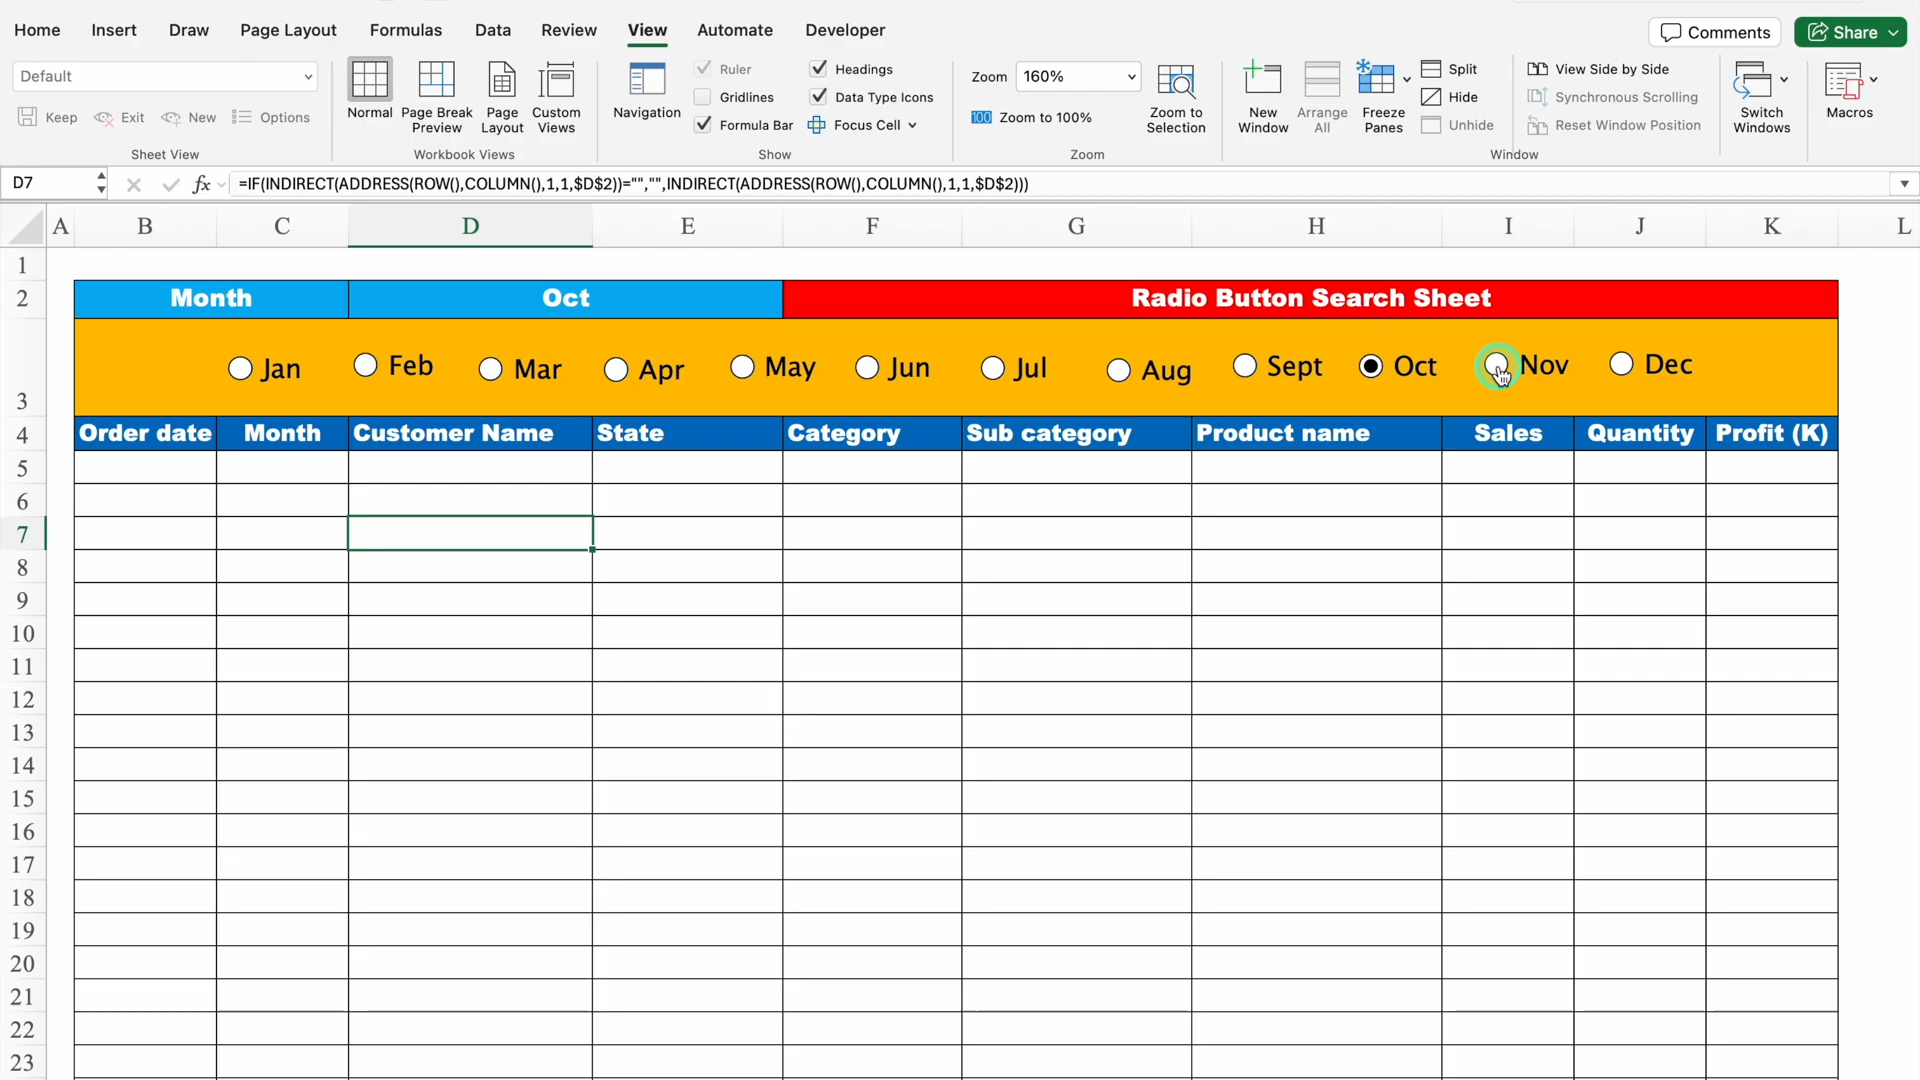 Home Insert Draw Page Layout Formulas Data Review View Automate Developer Comments Share
Default
Keep Exit New Options
Sheet View
Normal Page Break Preview Page Layout Custom Views
Workbook Views
Navigation
Ruler Headings
Gridlines Data Type Icons
Formula Bar Focus Cell
Show
Zoom 160%
100 Zoom to 100%
Zoom to Selection
Zoom
New Window Arrange All Freeze Panes
Split
Hide
Unhide
View Side by Side
Synchronous Scrolling
Reset Window Position
Switch Windows
Window
Macros
D7 fx =IF(INDIRECT(ADDRESS(ROW(),COLUMN(),1,1,$D$2))="","",INDIRECT(ADDRESS(ROW(),COLUMN(),1,1,$D$2)))
A B C D E F G H I J K L
1
2 Month Oct Radio Button Search Sheet
3 Jan Feb Mar Apr May Jun Jul Aug Sept Oct Nov Dec
4 Order date Month Customer Name State Category Sub category Product name Sales Quantity Profit (K)
5
6
7
8
9
10
11
12
13
14
15
16
17
18
19
20
21
22
23